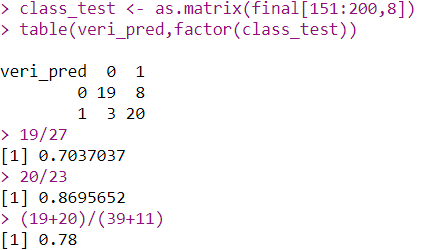 > class_test <- as.matrix(final[151:200,8])
> table(veri_pred,factor(class_test))
veri_pred  0  1
        0 19  8
        1  3 20
> 19/27
[1] 0.7037037
> 20/23
[1] 0.8695652
> (19+20)/(39+11)
[1] 0.78